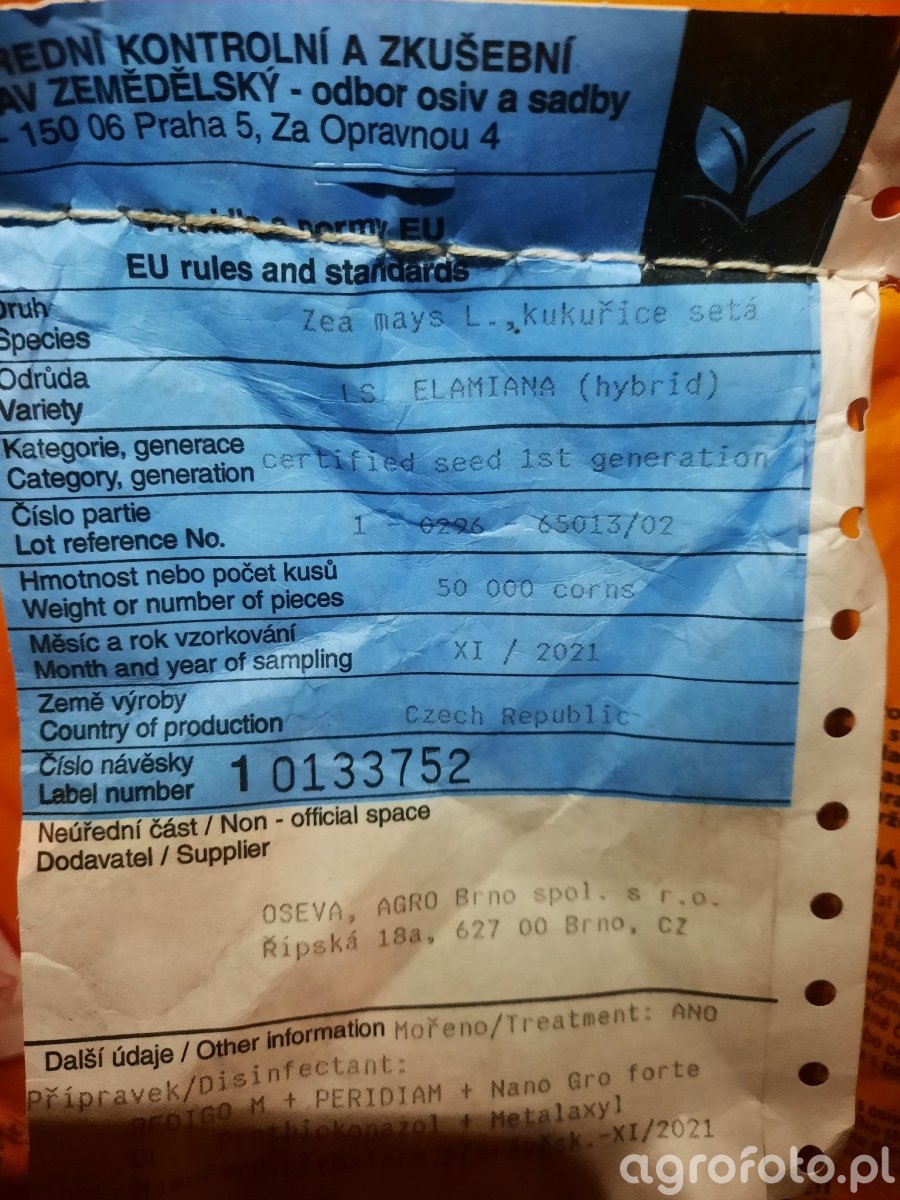 ŘEDNÍ KONTROLNÍ A ZKUŠEBNÍ
AV ZEMĚDĚLSKÝ - odbor osiv a sadby
- 150 06 Praha 5, Za Opravnou 4
normy EU
EU rules and standards
Druh
Species
Zeá mays L., kukuřice setá
Odrůda
Variety
LS ELAMIANA (hybrid)
Kategorie, generace
Category, generation
certified seed 1st generation
Číslo partie
Lot reference No.
1 - 0296 - 65013/02
Hmotnost nebo počet kusů
Weight or number of pieces
50 000 corns
Měsíc a rok vzorkování
Month and year of sampling
XI / 2021
Země výroby
Country of production
Czech Republic
Číslo návěsky
Label number
1 0133752
Neúřední část / Non - official space
Dodavatel / Supplier
OSEVA, AGRO Brno spol. s r.o.
Řípská 18a, 627 00 Brno, CZ
Další údaje / Other information Mořeno/Treatment: ANO
Přípravek/Disinfectant:
REDIGO M + PERIDIAM + Nano Gro forte
Prothiokonazol + Metalaxyl
-XI/2021
agrofoto.pl